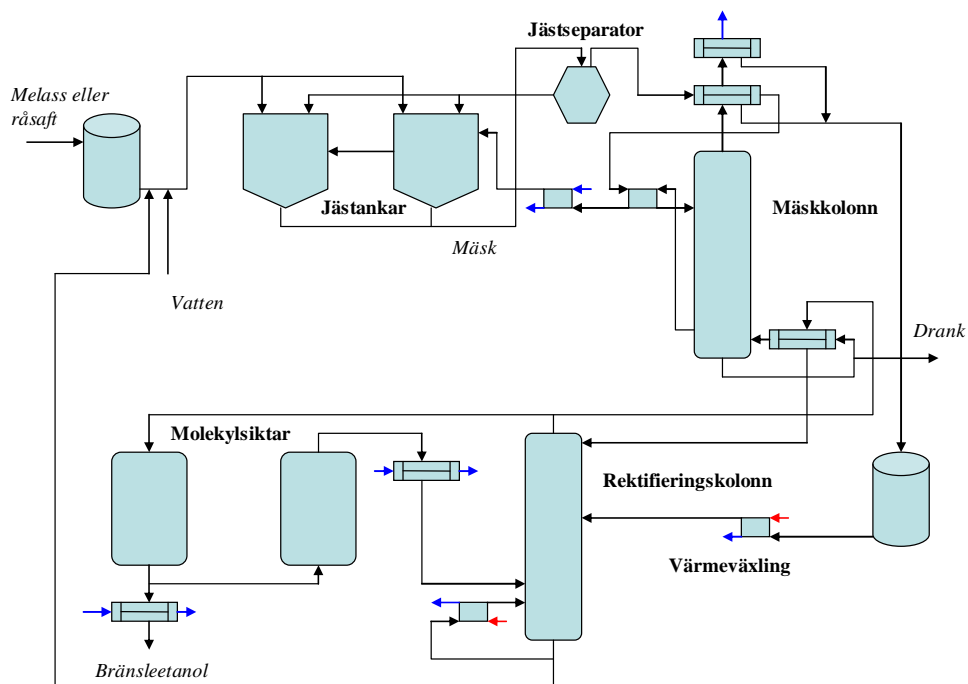 Jästseparator
Melass eller
råsaft
Jästankar
Mäskkolonn
Mäsk
Vatten
Drank
Molekylsiktar
Rektifieringskolonn
Värmeväxling
Bränsleetanol